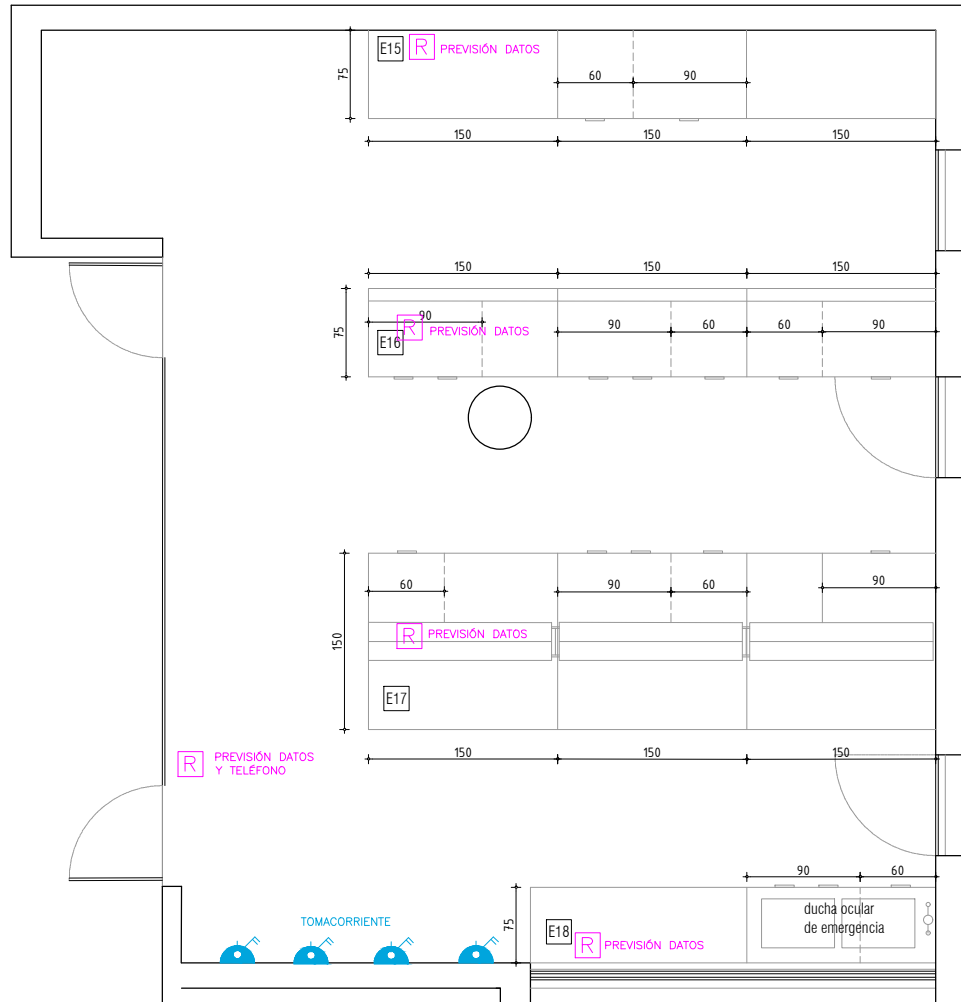 E15 R PREVISIÓN DATOS
75
60 90
150 150 150
150 150 150
90
R PREVISIÓN DATOS
75
E16
90 60 60 90
60 90 60 90
150
R PREVISIÓN DATOS
E17
150 150 150
R PREVISIÓN DATOS
Y TELÉFONO
90 60
TOMACORRIENTE
75
E18
R PREVISIÓN DATOS
ducha ocular
de emergencia